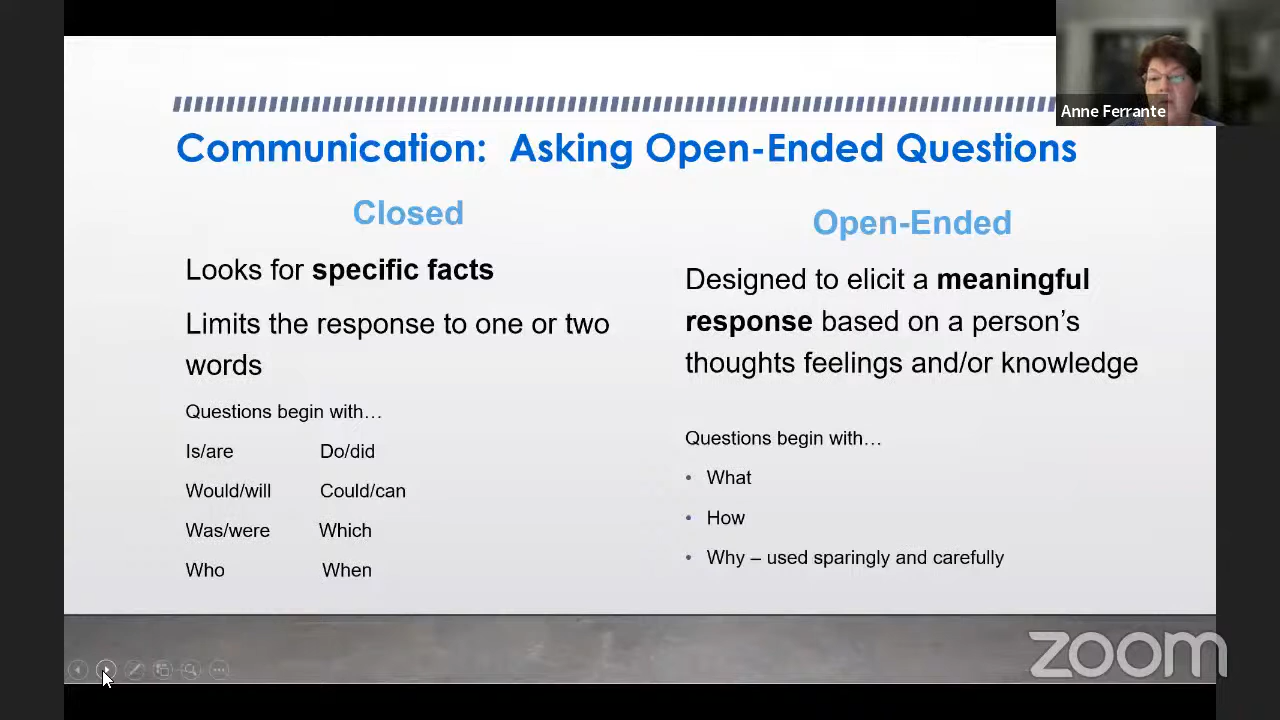 Anne Ferrante
Communication: Asking Open-Ended Questions
Closed
Looks for specific facts
Limits the response to one or two
words
Questions begin with…
Is/are Do/did
Would/will Could/can
Was/were Which
Who When
Open-Ended
Designed to elicit a meaningful
response based on a person’s
thoughts feelings and/or knowledge
Questions begin with…
• What
• How
• Why – used sparingly and carefully
zoom